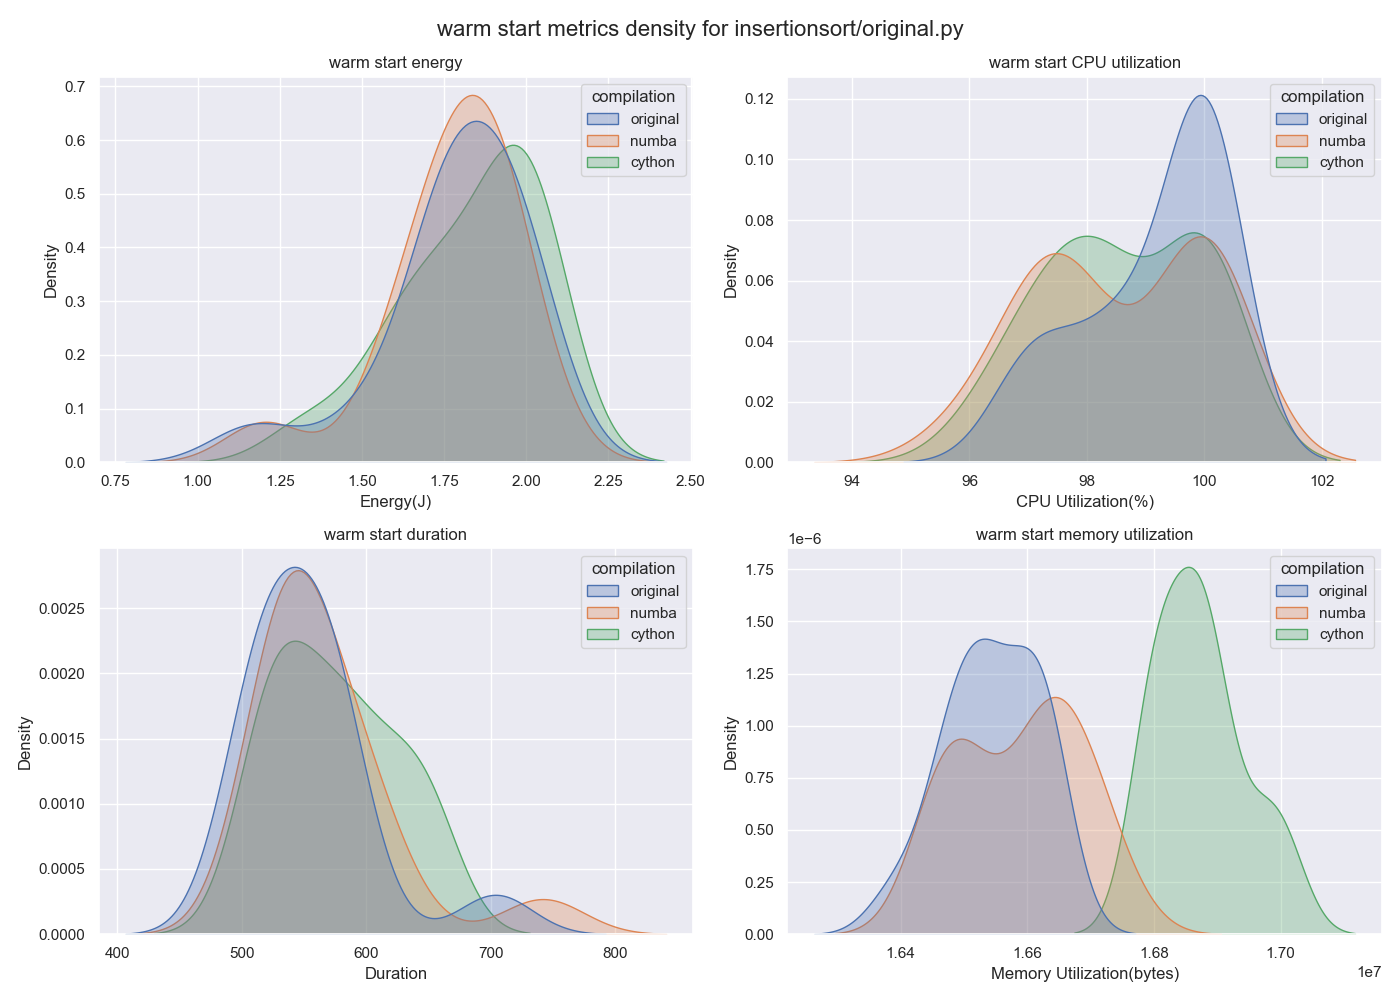 warm start metrics density for insertionsort/original.py
warm start energy
0.7
0.6
0.5
0.4
0.3
0.2
0.1
0.0
Density
0.75 1.00 1.25 1.50 1.75 2.00 2.25 2.50
Energy(J)
compilation
original
numba
cython
warm start CPU utilization
0.12
0.10
0.08
0.06
0.04
0.02
0.00
Density
94 96 98 100 102
CPU Utilization(%)
compilation
original
numba
cython
warm start duration
0.0025
0.0020
0.0015
0.0010
0.0005
0.0000
Density
400 500 600 700 800
Duration
compilation
original
numba
cython
warm start memory utilization
1e−6
1.75
1.50
1.25
1.00
0.75
0.50
0.25
0.00
Density
1.64 1.66 1.68 1.70
1e7
Memory Utilization(bytes)
compilation
original
numba
cython